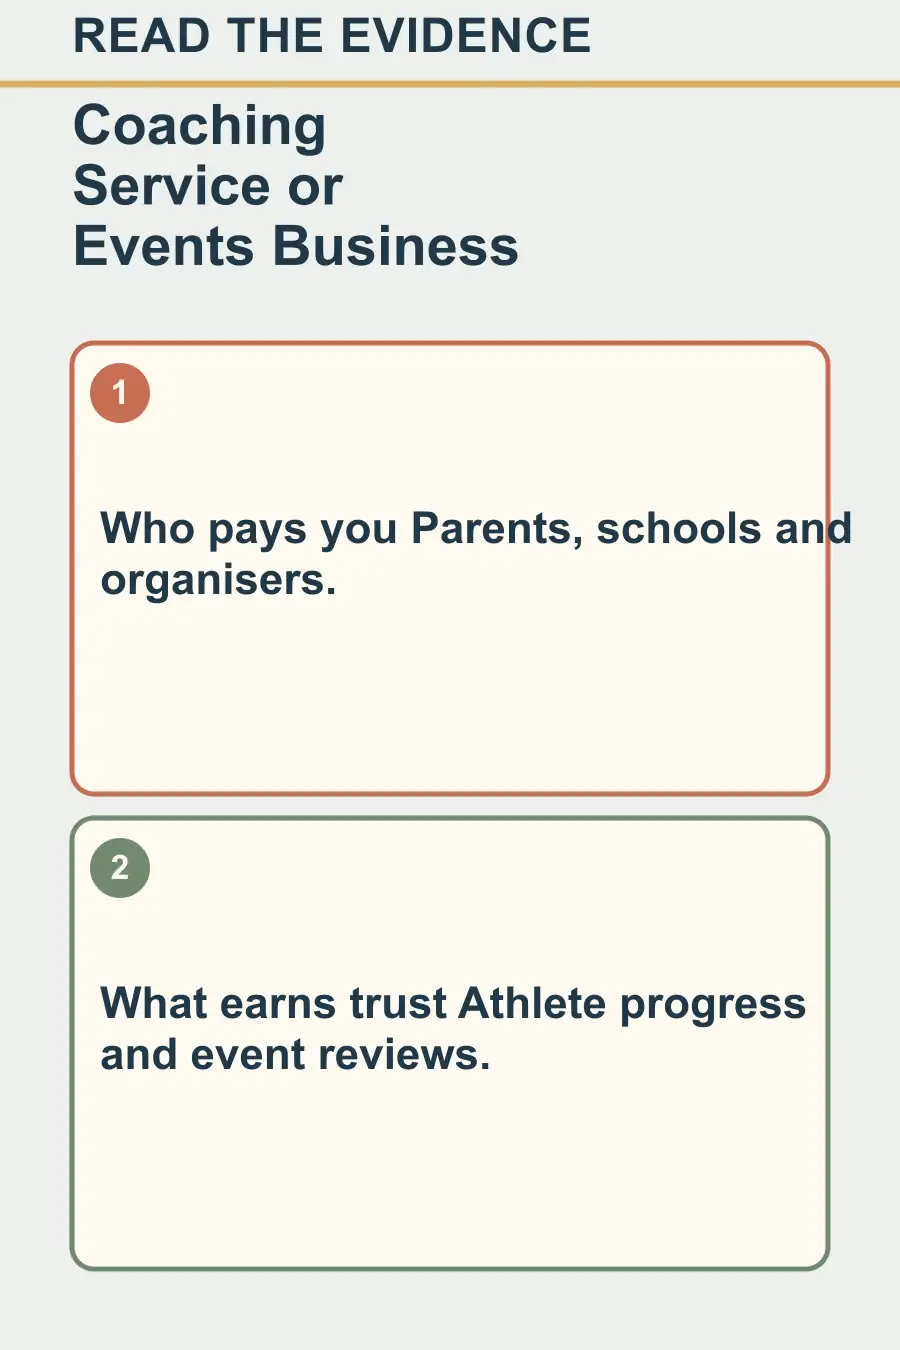 READ THE EVIDENCE
Coaching
Service or
Events Business
1
Who pays you Parents, schools and
organisers.
2
What earns trust Athlete progress
and event reviews.